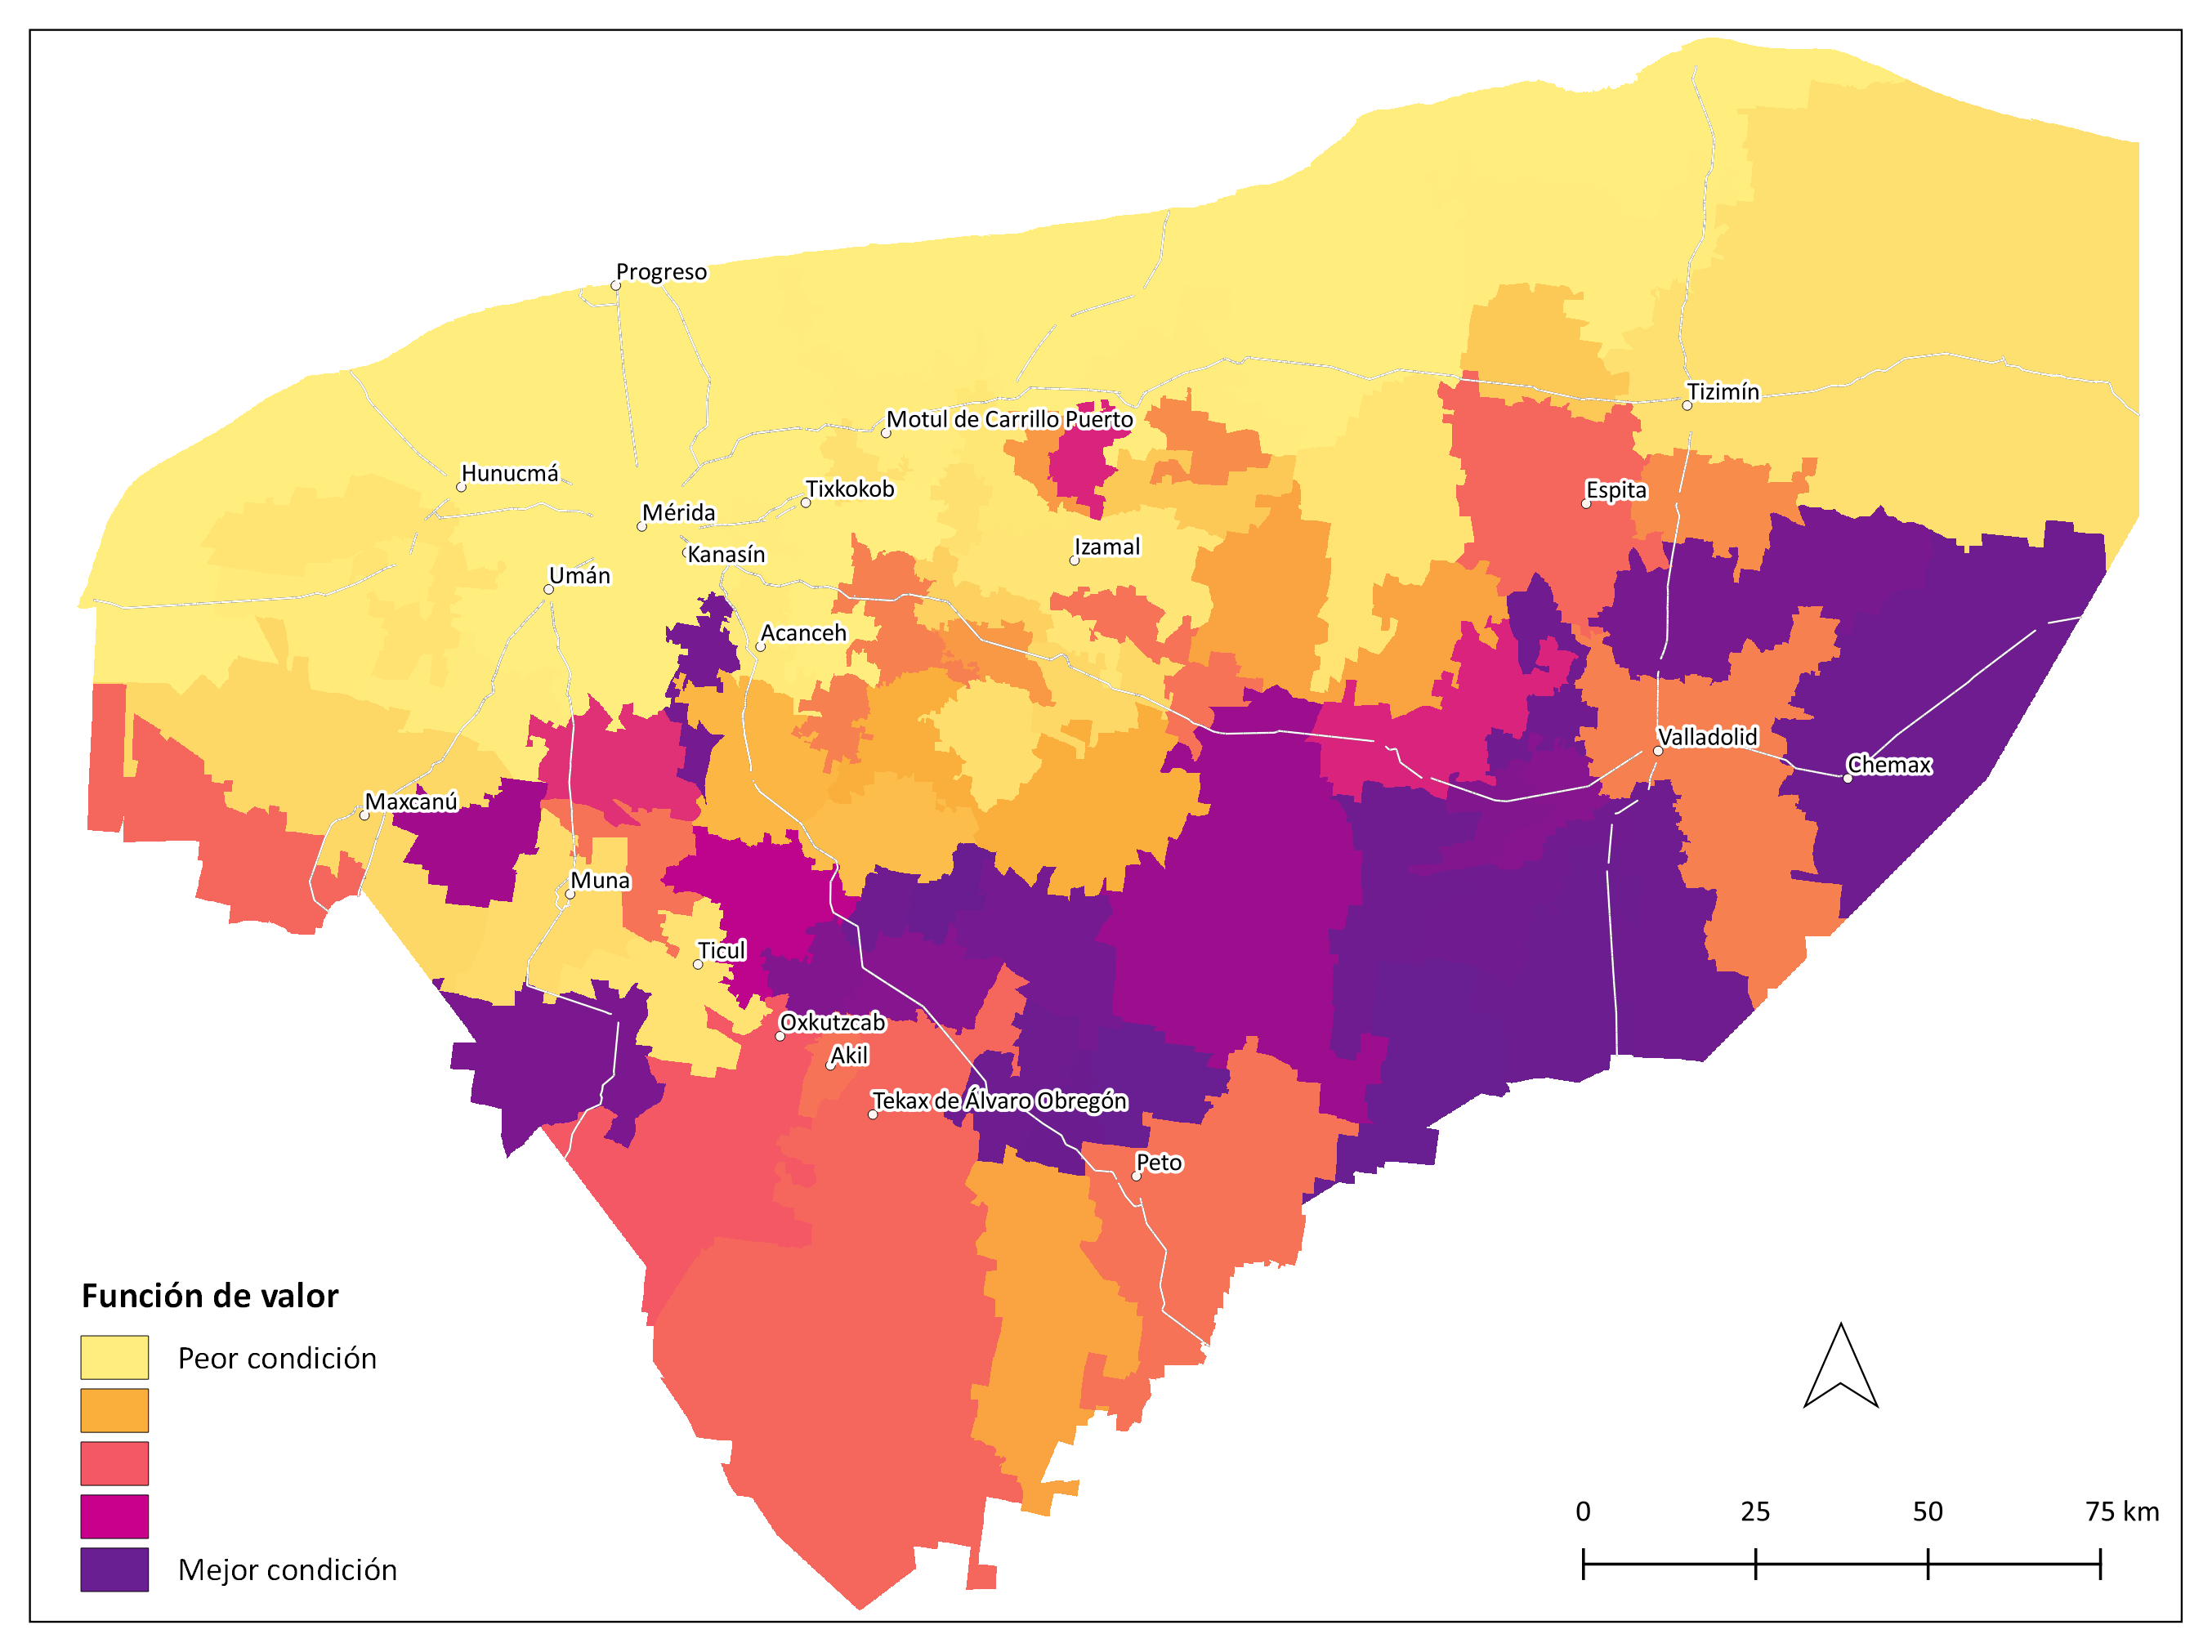 Progreso
Tizimín
Motul de Carrillo Puerto
Hunucmá
Tixkokob
Espita
Mérida
Izamal
Kanasín
Umán
Acanceh
Valladolid
Chemax
Maxcanú
Muna
Ticul
Oxkutzcab
Akil
Tekax de Álvaro Obregón
Peto
Función de valor
Peor condición
Mejor condición
0 25 50 75 km